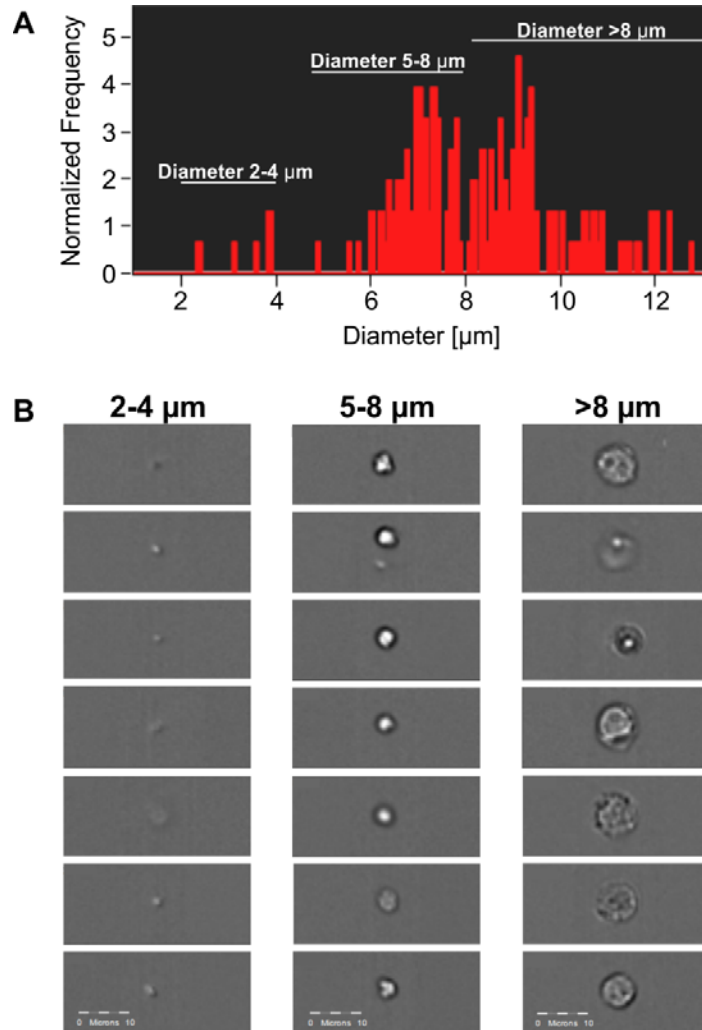 A
Normalized Frequency
5
4
3
2
1
0
Diameter 2-4 µm
Diameter 5-8 µm
Diameter >8 µm
2 4 6 8 10 12
Diameter [µm]
B
2-4 µm 5-8 µm >8 µm
0 Microns 10 0 Microns 10 0 Microns 10